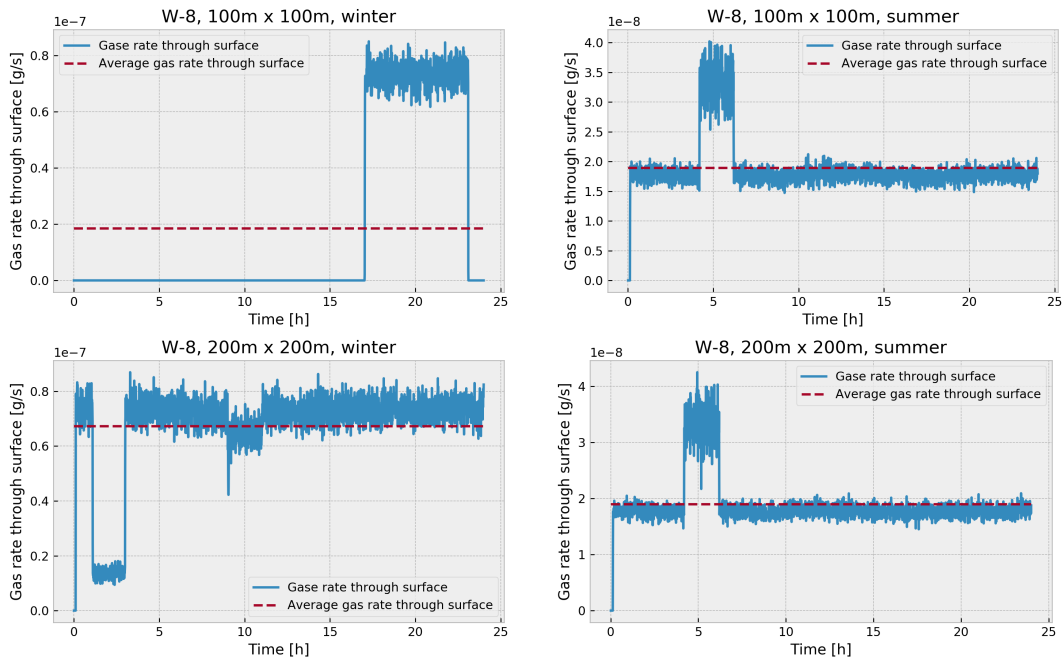 W-8, 100m x 100m, winter
1e−7
Gase rate through surface
Average gas rate through surface
Gas rate through surface [g/s]
0.8
0.6
0.4
0.2
0.0
0 5 10 15 20 25
Time [h]
W-8, 100m x 100m, summer
1e−8
Gase rate through surface
Average gas rate through surface
Gas rate through surface [g/s]
4.0
3.5
3.0
2.5
2.0
1.5
1.0
0.5
0.0
0 5 10 15 20 25
Time [h]
W-8, 200m x 200m, winter
1e−7
Gas rate through surface [g/s]
0.8
0.6
0.4
0.2
0.0
Gase rate through surface
Average gas rate through surface
0 5 10 15 20 25
Time [h]
W-8, 200m x 200m, summer
1e−8
Gase rate through surface
Average gas rate through surface
Gas rate through surface [g/s]
4
3
2
1
0
0 5 10 15 20 25
Time [h]